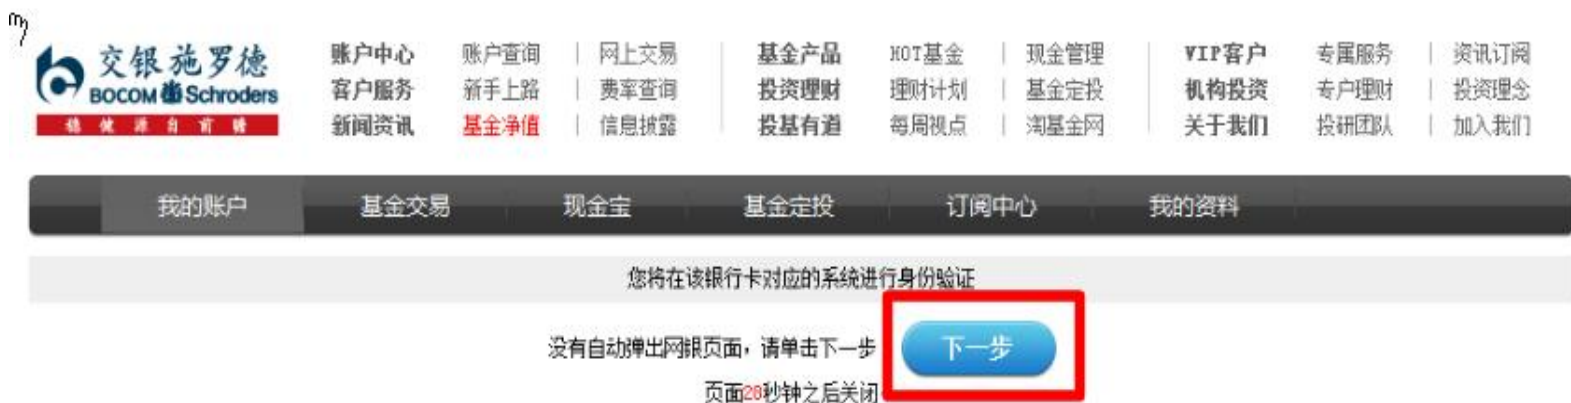 交银施罗德
BOCOM Schroders
稳健源自前瞻
账户中心 账户查询 | 网上交易 基金产品 HOT基金 | 现金管理 VIP客户 专属服务 | 资讯订阅
客户服务 新手上路 | 费率查询 投资理财 理财计划 | 基金定投 机构投资 专户理财 | 投资理念
新闻资讯 基金净值 | 信息披露 投基有道 每周视点 | 淘基金网 关于我们 投研团队 | 加入我们
我的账户 基金交易 现金宝 基金定投 订阅中心 我的资料
您将在该银行卡对应的系统进行身份验证
没有自动弹出网银页面，请单击下一步 下一步
页面28秒钟之后关闭